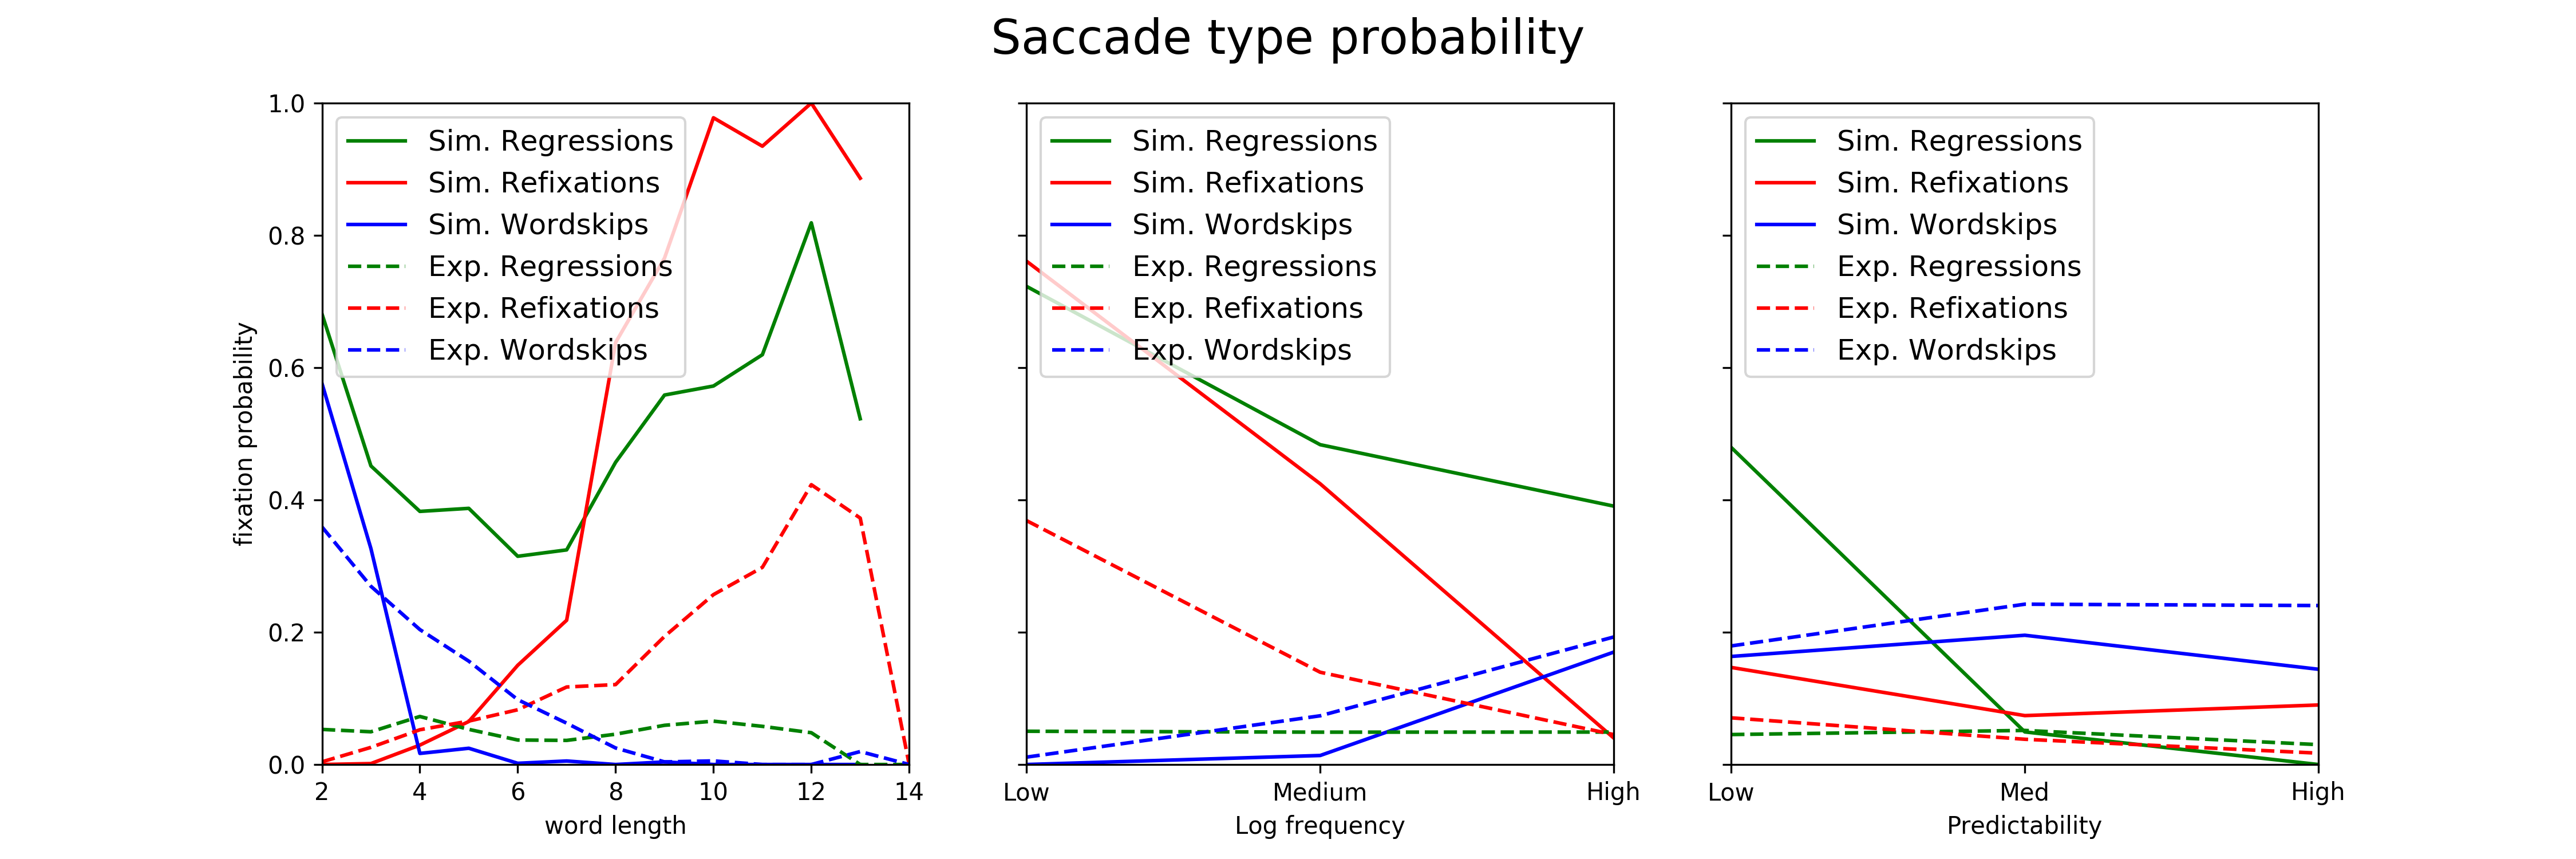 Saccade type probability
fixation probability
1.0
0.8
0.6
0.4
0.2
0.0
Sim. Regressions
Sim. Refixations
Sim. Wordskips
Exp. Regressions
Exp. Refixations
Exp. Wordskips
2 4 6 8 10 12 14
word length
Sim. Regressions
Sim. Refixations
Sim. Wordskips
Exp. Regressions
Exp. Refixations
Exp. Wordskips
Low Medium High
Log frequency
Sim. Regressions
Sim. Refixations
Sim. Wordskips
Exp. Regressions
Exp. Refixations
Exp. Wordskips
Low Med High
Predictability